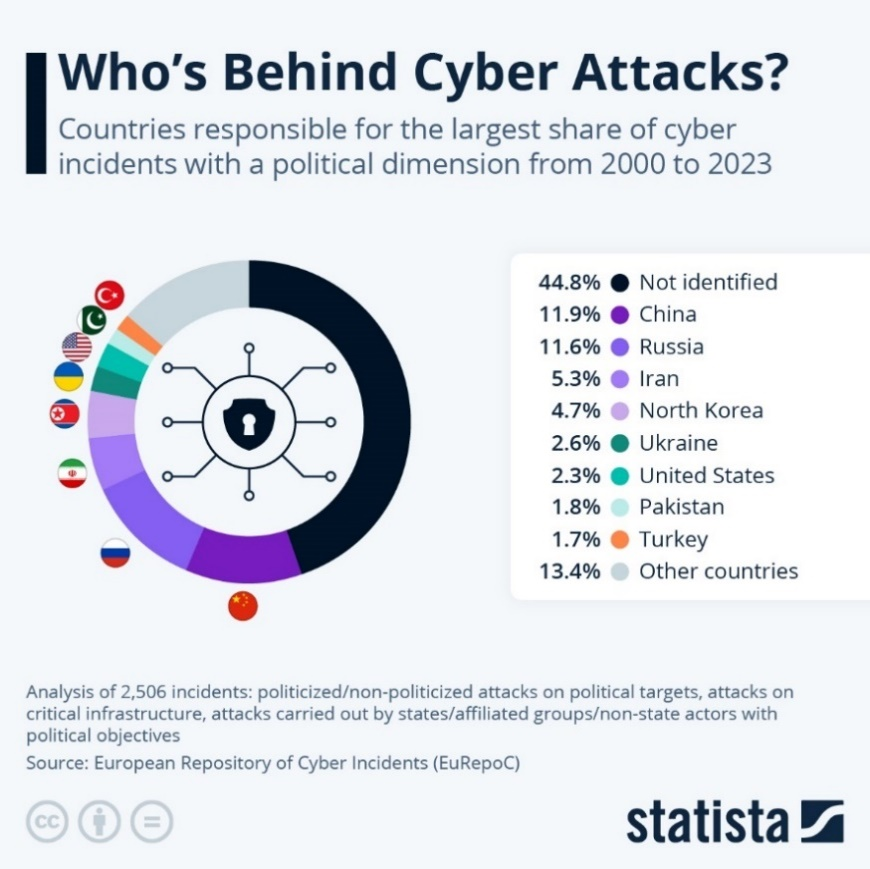 Who's Behind Cyber Attacks?
Countries responsible for the largest share of cyber
incidents with a political dimension from 2000 to 2023
44.8% Not identified
11.9% China
11.6% Russia
5.3% Iran
4.7% North Korea
2.6% Ukraine
2.3% United States
1.8% Pakistan
1.7% Turkey
13.4% Other countries
Analysis of 2,506 incidents: politicized/non-politicized attacks on political targets, attacks on
critical infrastructure, attacks carried out by states/affiliated groups/non-state actors with
political objectives
Source: European Repository of Cyber Incidents (EuRepoC)
cc
statista